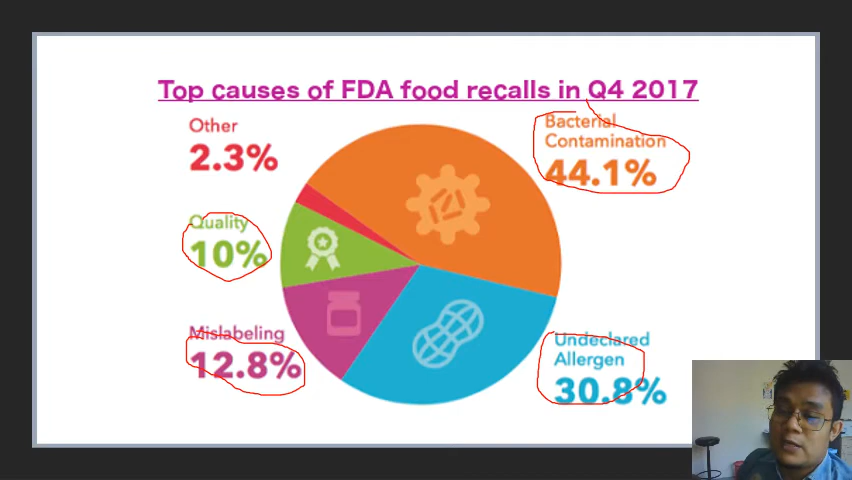 Top causes of FDA food recalls in Q4 2017
Other
2.3%
Bacterial
Contamination
44.1%
Quality
10%
Mislabeling
12.8%
Undeclared
Allergen
30.8%